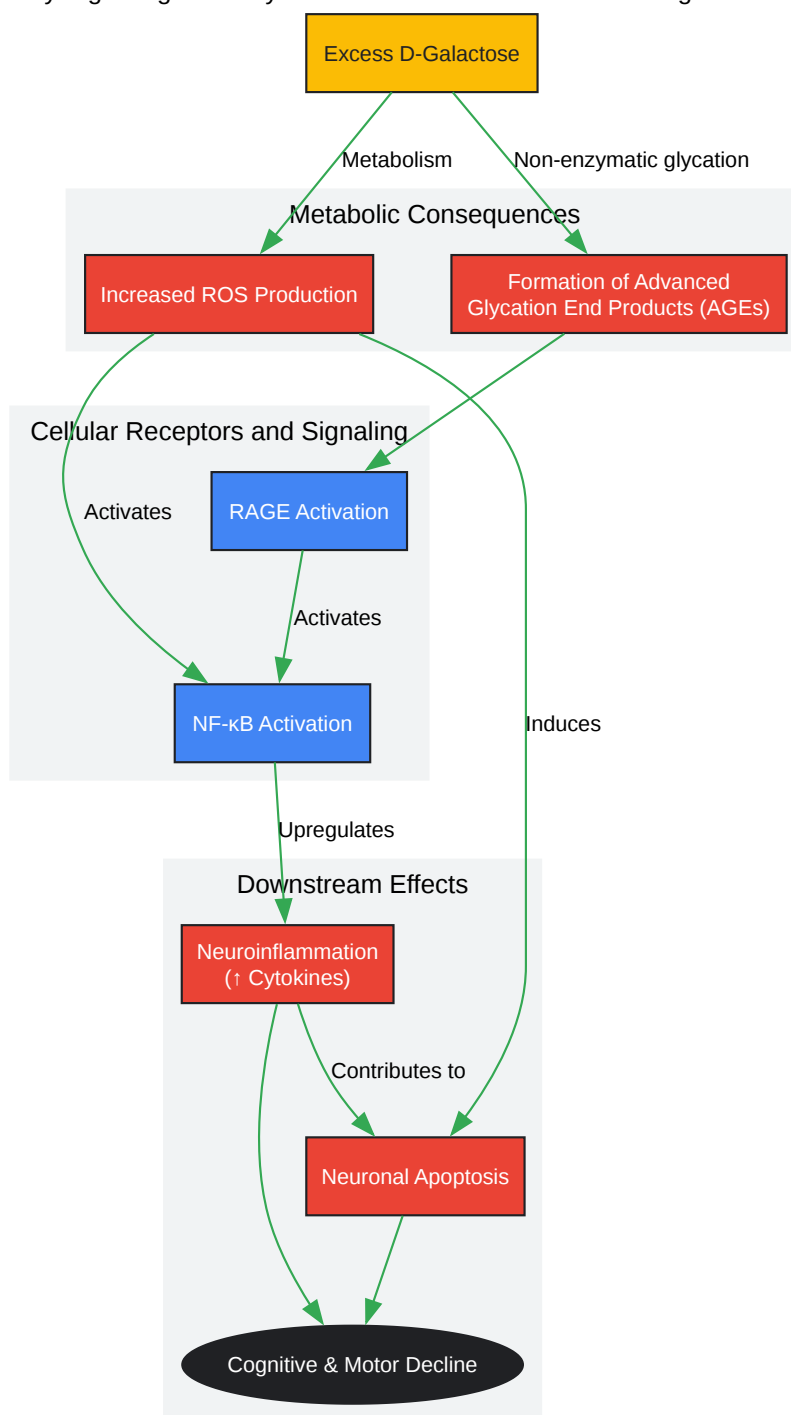 Excess D-Galactose
Metabolism
Non-enzymatic glycation
Metabolic Consequences
Increased ROS Production
Formation of Advanced
Glycation End Products (AGEs)
Cellular Receptors and Signaling
RAGE Activation
Activates
Activates
NF-κB Activation
Induces
Upregulates
Downstream Effects
Neuroinflammation
(↑ Cytokines)
Contributes to
Neuronal Apoptosis
Cognitive & Motor Decline